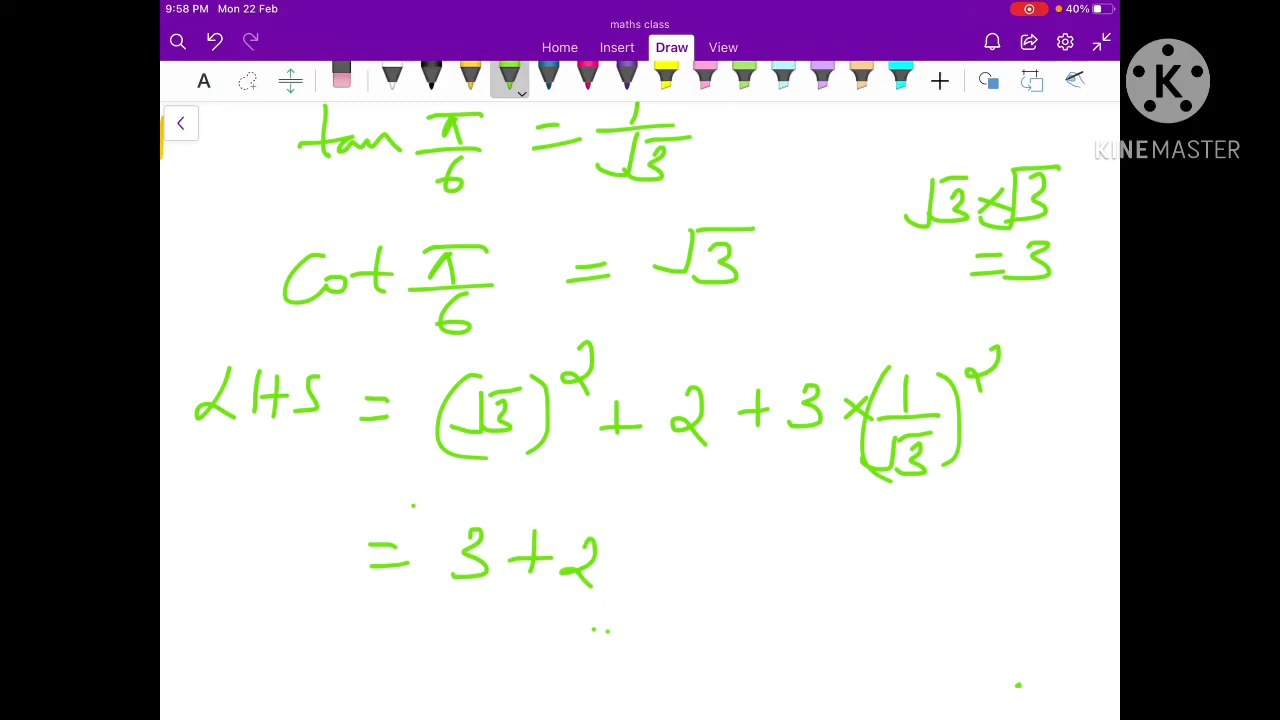 9:58 PM Mon 22 Feb
40%
maths class
Home Insert Draw View
A
K
KINEMASTER
tan π/6 = 1/√3
√3 × √3
= 3
cot π/6 = √3
LHS = (√3)² + 2 + 3 × (1/√3)²
= 3 + 2